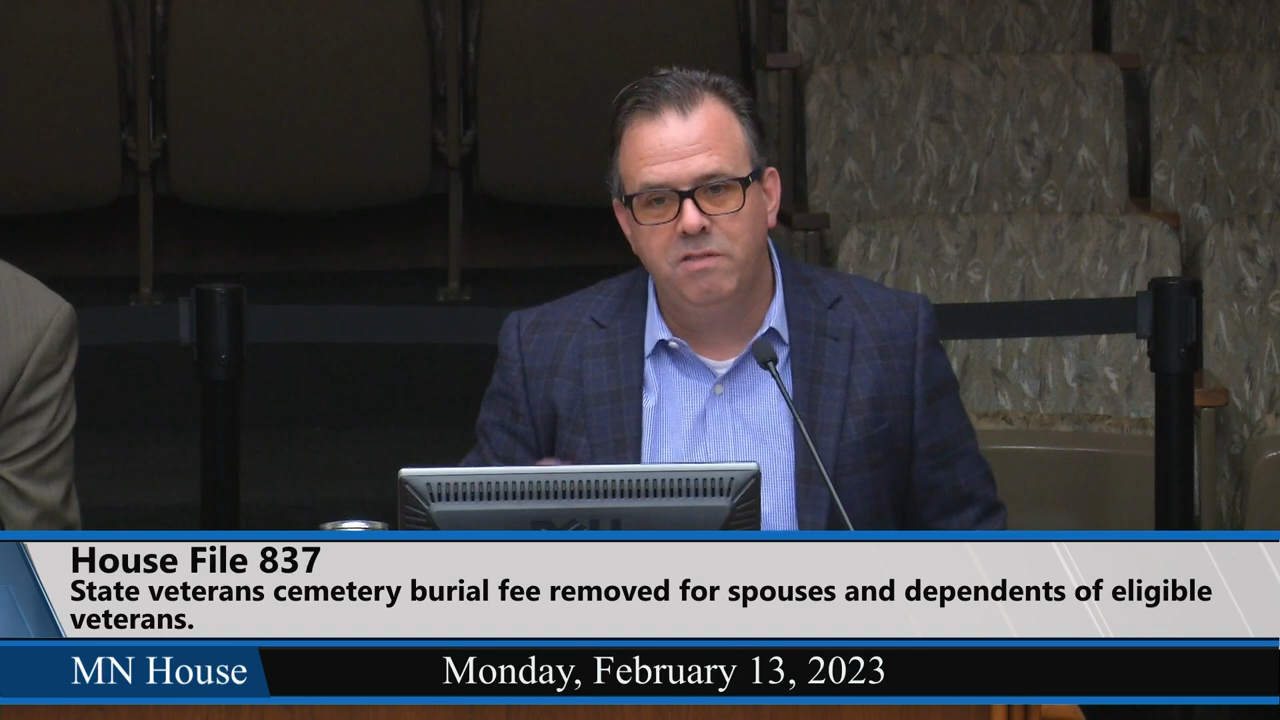 DELL
House File 837
State veterans cemetery burial fee removed for spouses and dependents of eligible
veterans.
MN House
Monday, February 13, 2023